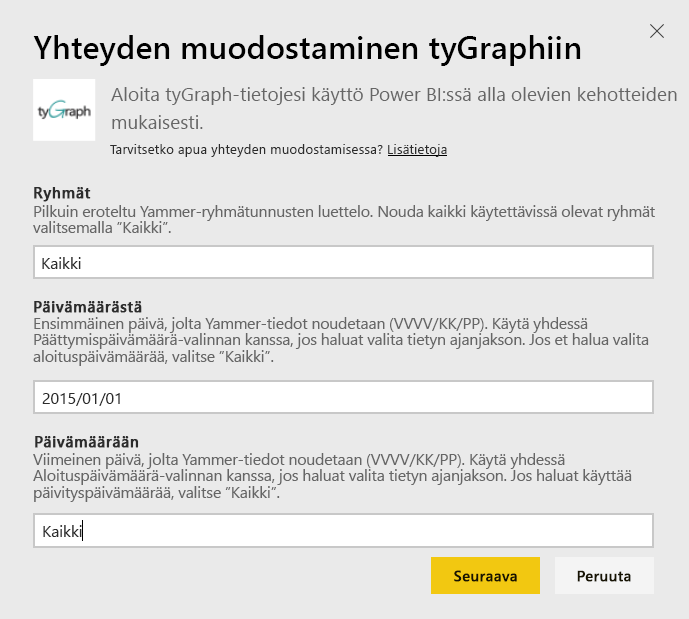 Yhteyden muodostaminen tyGraphiin
tyGraph
Aloita tyGraph-tietojesi käyttö Power BI:ssä alla olevien kehotteiden
mukaisesti.
Tarvitsetko apua yhteyden muodostamisessa? Lisätietoja
Ryhmät
Pilkuin eroteltu Yammer-ryhmätunnusten luettelo. Nouda kaikki käytettävissä olevat ryhmät
valitsemalla ”Kaikki”.
Kaikki
Päivämäärästä
Ensimmäinen päivä, jolta Yammer-tiedot noudetaan (VVVV/KK/PP). Käytä yhdessä
Päättymispäivämäärä-valinnan kanssa, jos haluat valita tietyn ajanjakson. Jos et halua valita
aloituspäivämäärää, valitse ”Kaikki”.
2015/01/01
Päivämäärään
Viimeinen päivä, jolta Yammer-tiedot noudetaan (VVVV/KK/PP). Käytä yhdessä
Aloituspäivämäärä-valinnan kanssa, jos haluat valita tietyn ajanjakson. Jos haluat käyttää
päivityspäivämäärää, valitse ”Kaikki”.
Kaikki
Seuraava
Peruuta